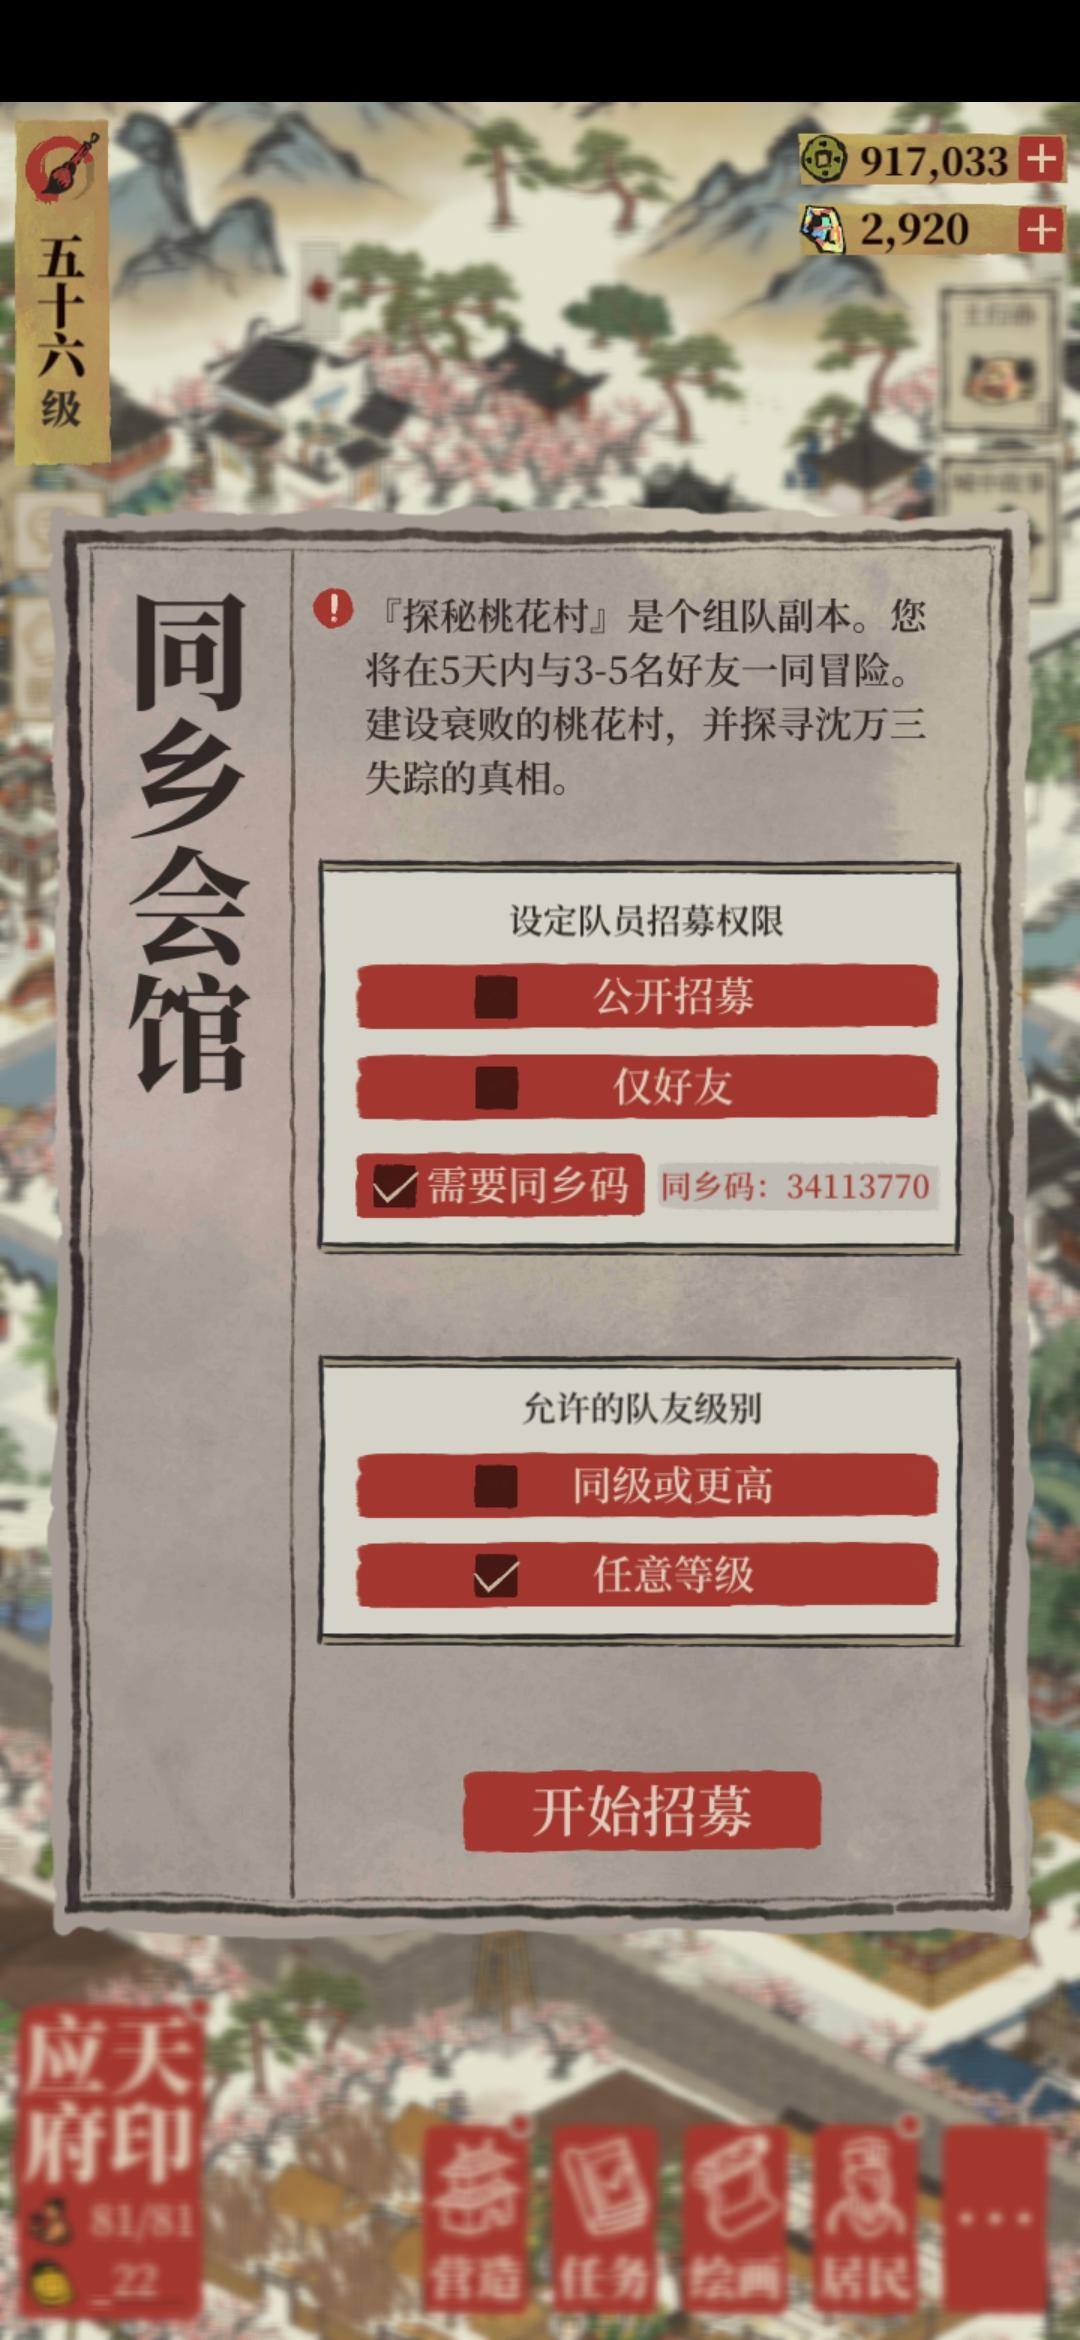 五十六级
917,033
2,920
同乡会馆
『探秘桃花村』是个组队副本。您
将在5天内与3-5名好友一同冒险。
建设衰败的桃花村，并探寻沈万三
失踪的真相。
设定队员招募权限
公开招募
仅好友
需要同乡码
同乡码：34113770
允许的队友级别
同级或更高
任意等级
开始招募
应天
府印
81/81
22
营造
任务
绘画
居民